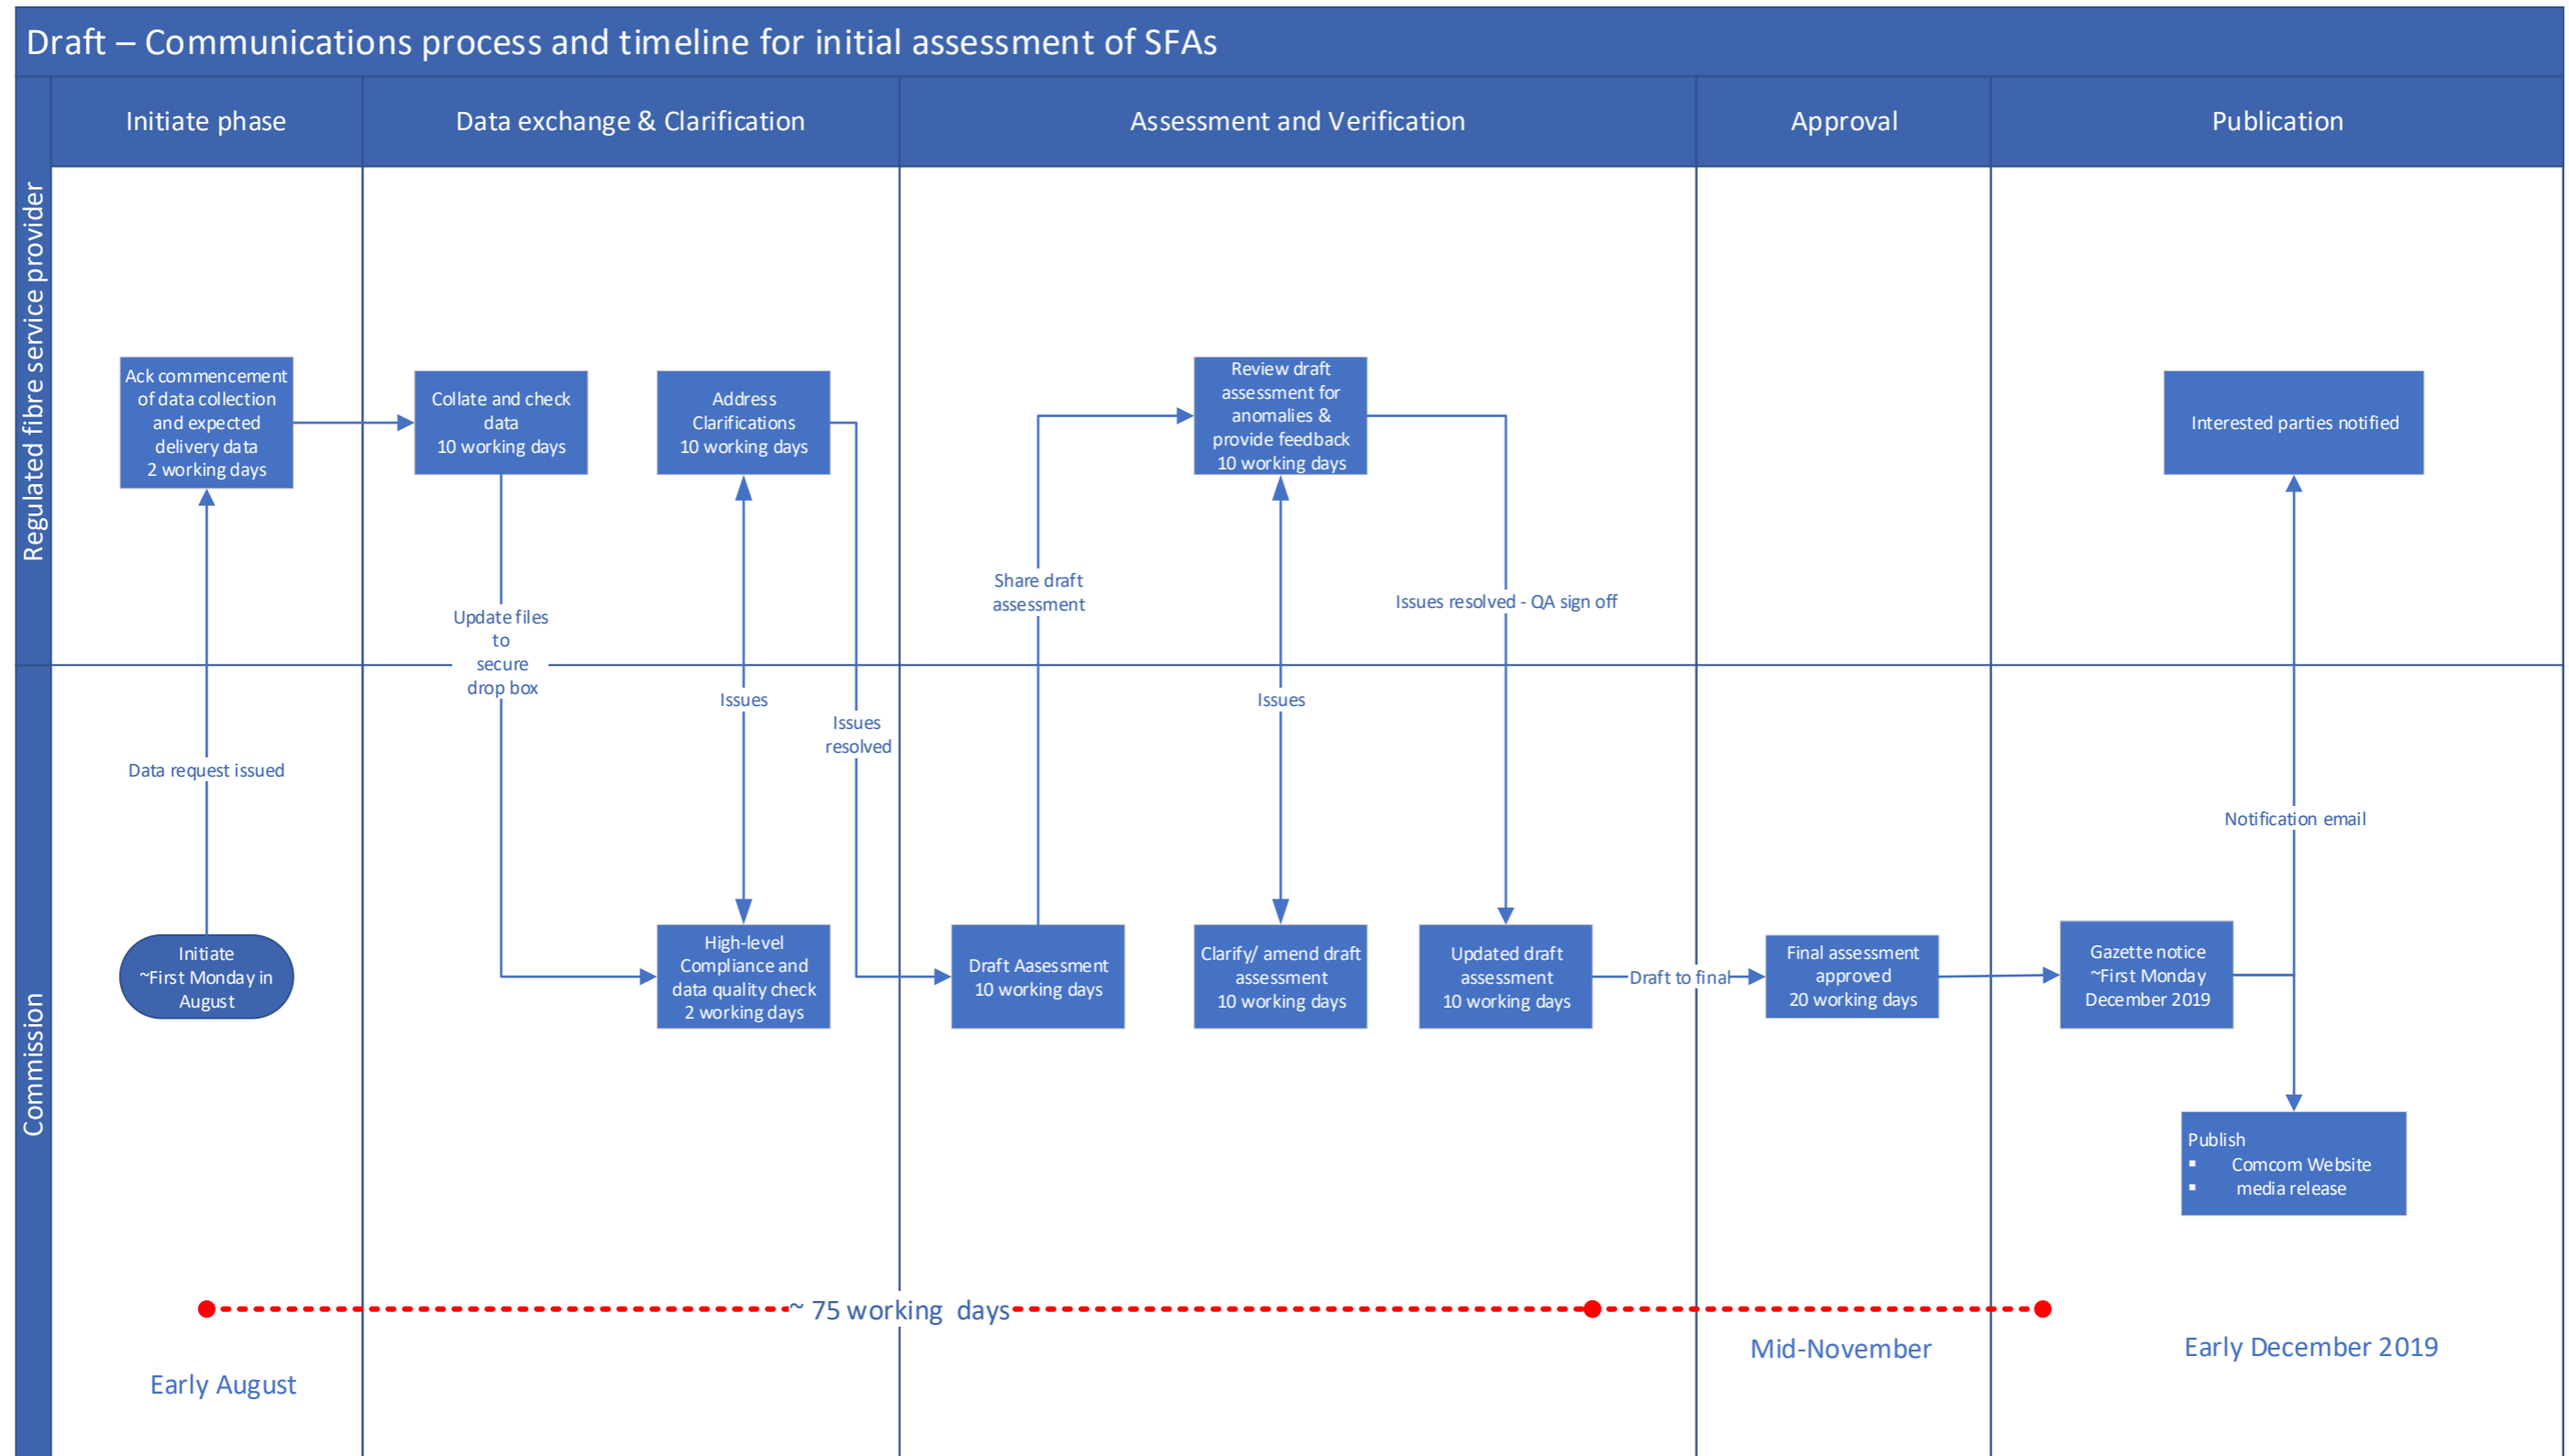 Draft – Communications process and timeline for initial assessment of SFAs
Initiate phase
Data exchange & Clarification
Assessment and Verification
Approval
Publication
Regulated fibre service provider
Ack commencement
of data collection
and expected
delivery data
2 working days
Collate and check
data
10 working days
Address
Clarifications
10 working days
Review draft
assessment for
anomalies &
provide feedback
10 working days
Interested parties notified
Share draft
assessment
Issues resolved - QA sign off
Update files
to
secure
drop box
Issues
Issues
resolved
Issues
Data request issued
Notification email
Commission
Initiate
~First Monday in
August
High-level
Compliance and
data quality check
2 working days
Draft Aasessment
10 working days
Clarify/ amend draft
assessment
10 working days
Updated draft
assessment
10 working days
Draft to final
Final assessment
approved
20 working days
Gazette notice
~First Monday
December 2019
Publish
▪ Comcom Website
▪ media release
~ 75 working days
Early August
Mid-November
Early December 2019